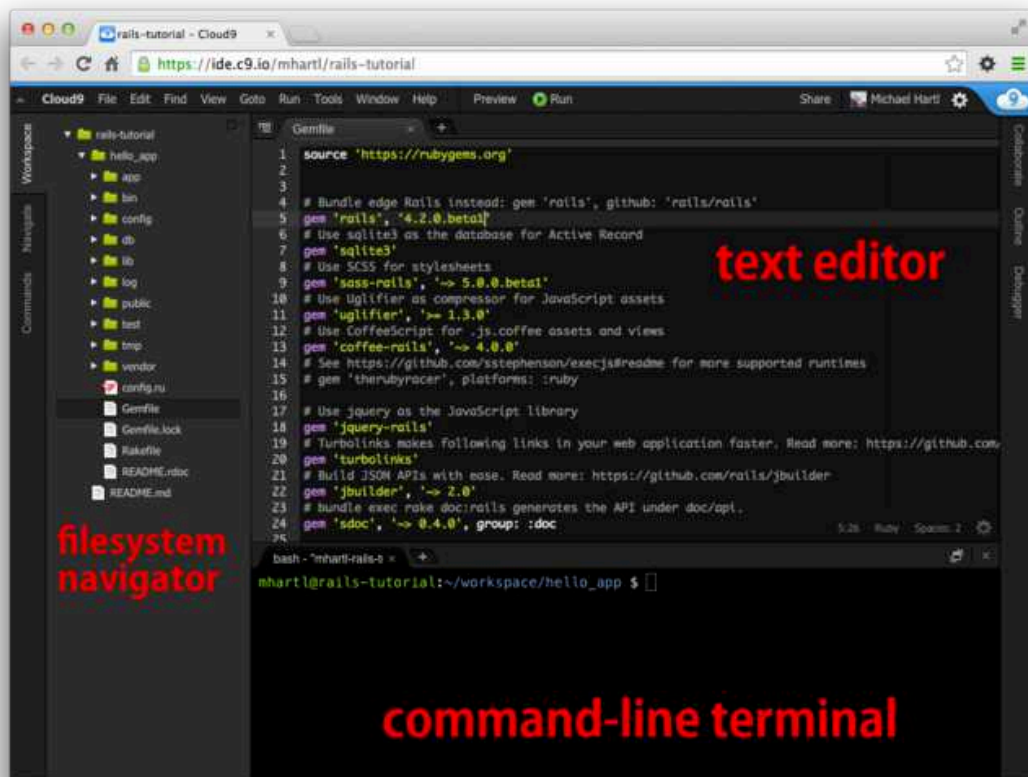 rails-tutorial - Cloud9
https://ide.c9.io/mhartl/rails-tutorial
Cloud9 File Edit Find View Goto Run Tools Window Help Preview Run Share Michael Hartl
Workspace
Navigate
Commands
rails-tutorial
hello_app
app
bin
config
db
lib
log
public
test
tmp
vendor
config.ru
Gemfile
Gemfile.lock
Rakefile
README.rdoc
README.md
filesystem
navigator
Gemfile
1 source 'https://rubygems.org'
2
3
4 # Bundle edge Rails instead: gem 'rails', github: 'rails/rails'
5 gem 'rails', '4.2.0.beta1'
6 # Use sqlite3 as the database for Active Record
7 gem 'sqlite3'
8 # Use SCSS for stylesheets
9 gem 'sass-rails', '~> 5.0.0.beta1'
10 # Use Uglifier as compressor for JavaScript assets
11 gem 'uglifier', '>= 1.3.0'
12 # Use CoffeeScript for .js.coffee assets and views
13 gem 'coffee-rails', '~> 4.0.0'
14 # See https://github.com/sstephenson/execjs#readme for more supported runtimes
15 # gem 'therubyracer', platforms: :ruby
16
17 # Use jquery as the JavaScript library
18 gem 'jquery-rails'
19 # Turbolinks makes following links in your web application faster. Read more: https://github.com/
20 gem 'turbolinks'
21 # Build JSON APIs with ease. Read more: https://github.com/rails/jbuilder
22 gem 'jbuilder', '~> 2.0'
23 # bundle exec rake doc:rails generates the API under doc/api.
24 gem 'sdoc', '~> 0.4.0', group: :doc
25
text editor
5:26 Ruby Spaces: 2
Collaborate
Outline
Debugger
bash - "mhartl-rails-t
mhartl@rails-tutorial:~/workspace/hello_app $
command-line terminal